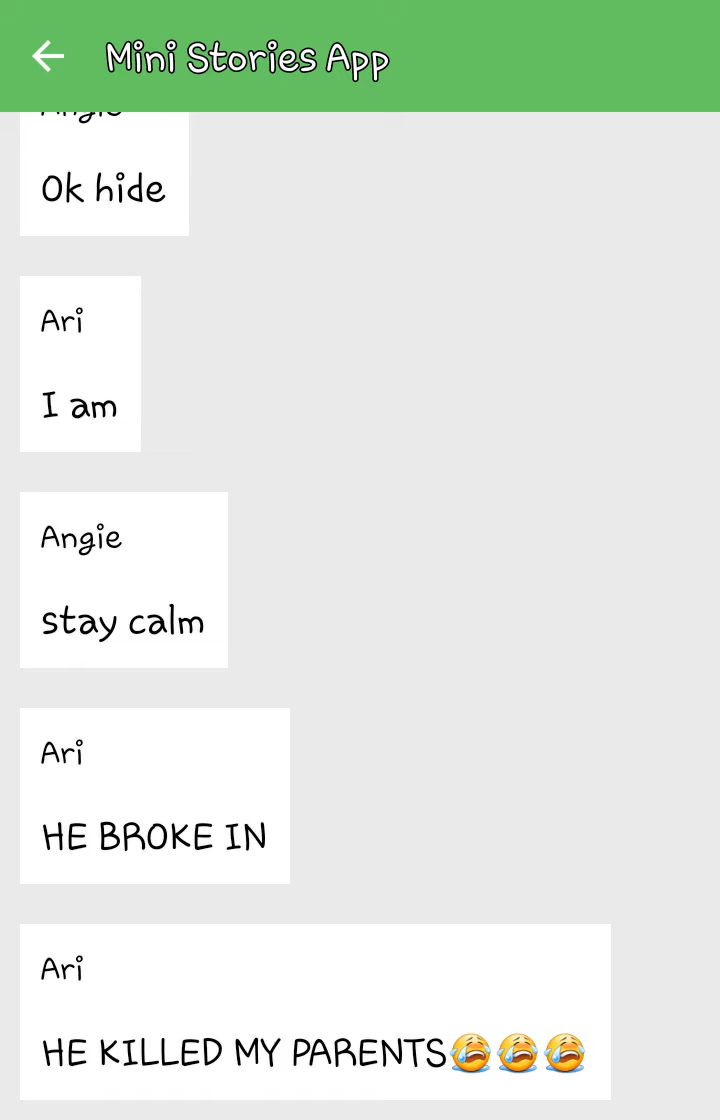 Mini Stories App
Angie
Ok hide
Ari
I am
Angie
stay calm
Ari
HE BROKE IN
Ari
HE KILLED MY PARENTS😭😭😭